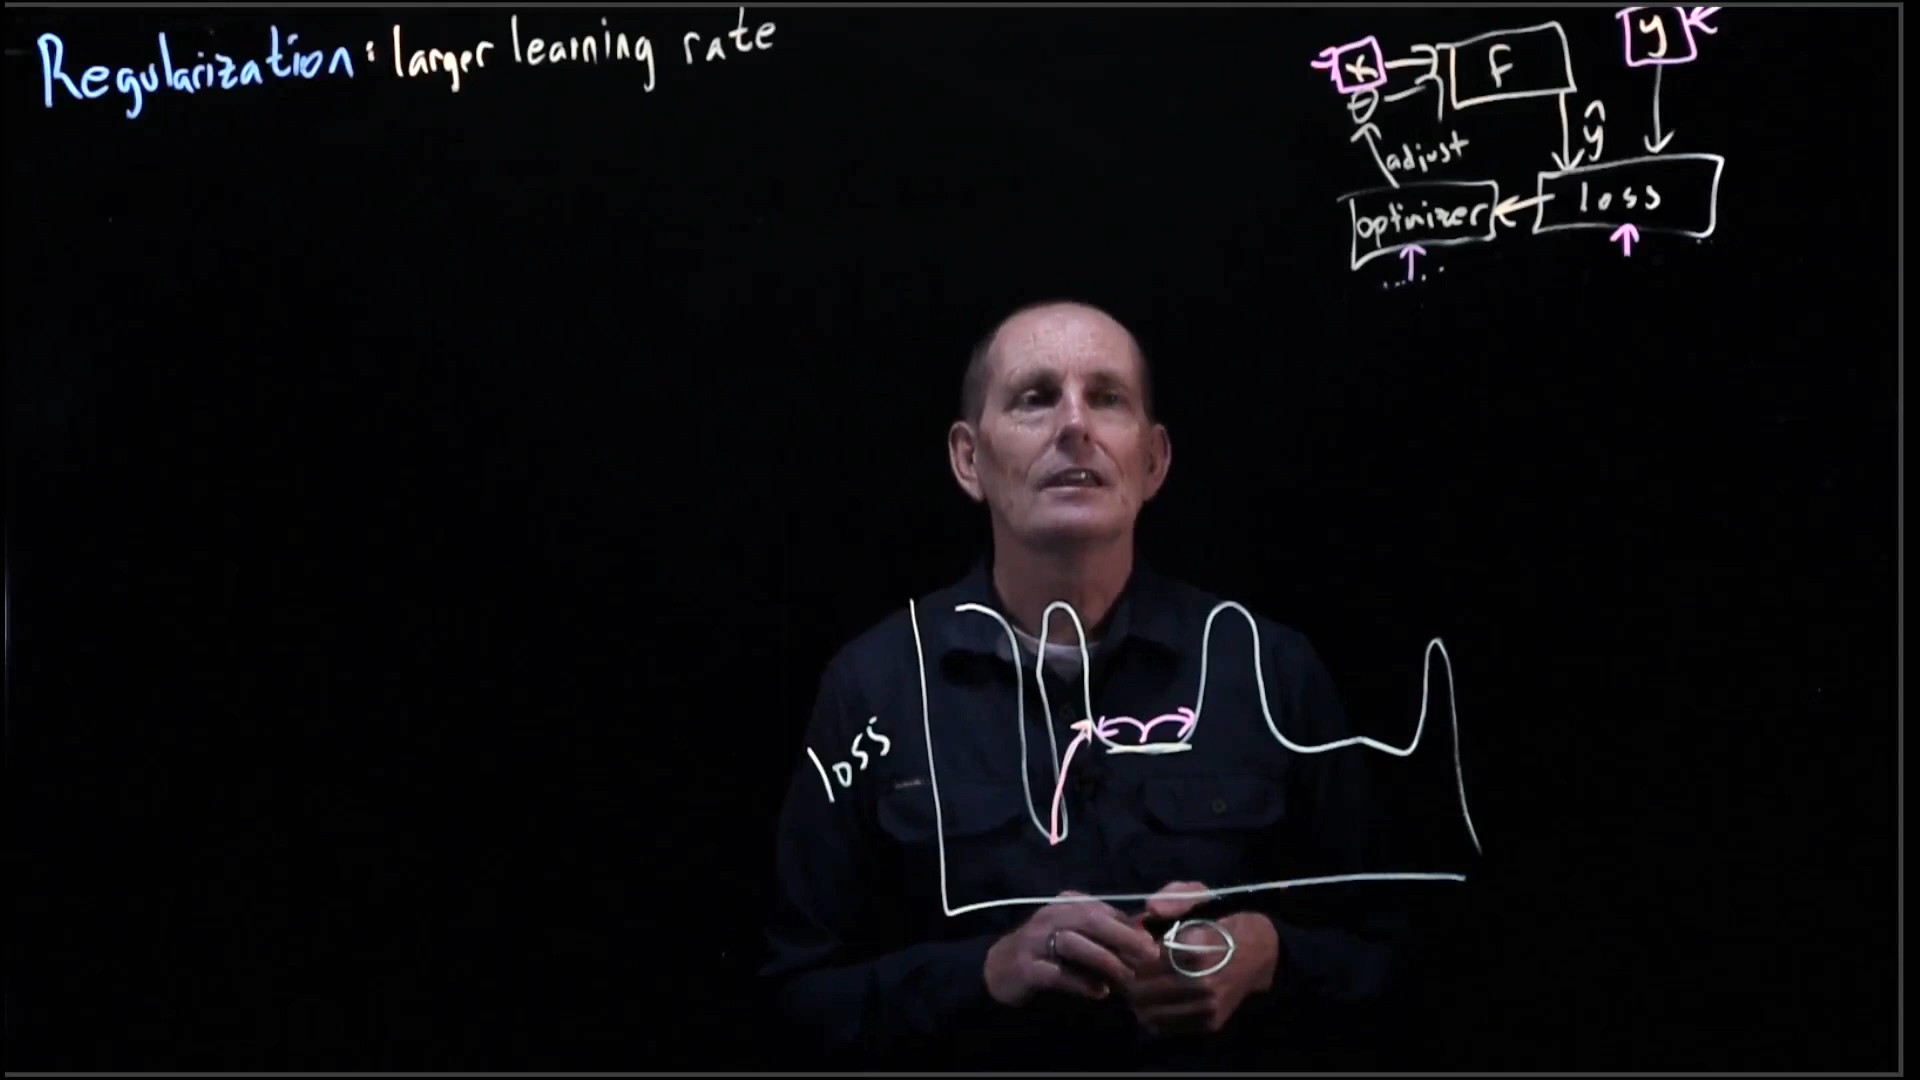 Regularization: larger learning rate
x
F
y
θ
ŷ
adjust
optimizer
loss
....
loss
θ